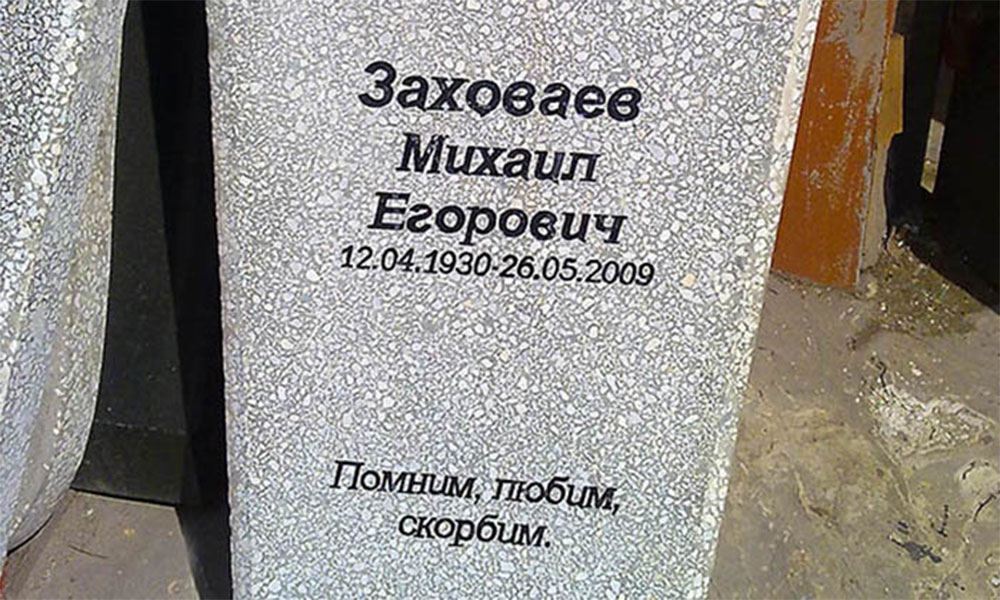 Заховаев
Михаил
Егорович
12.04.1930-26.05.2009
Помним, любим,
скорбим.